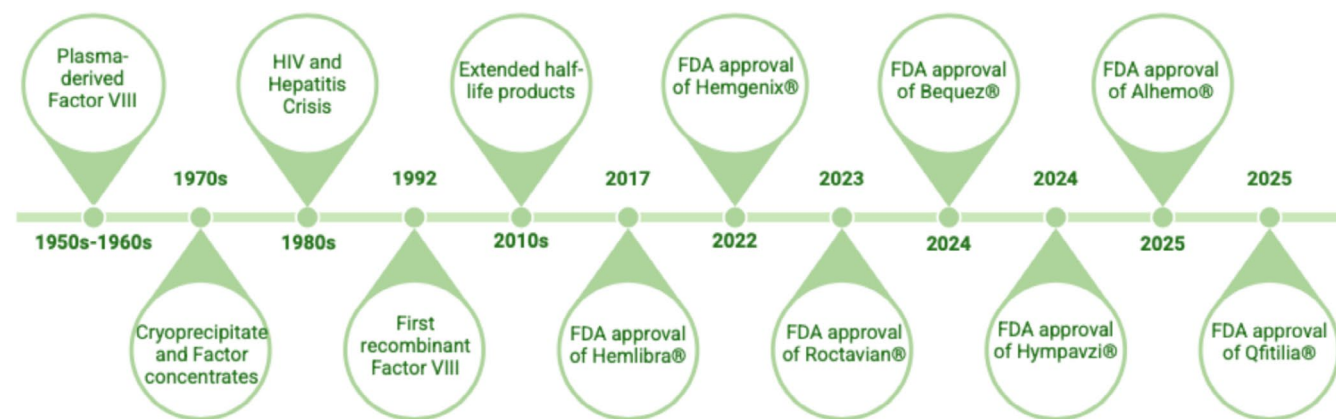 Plasma-
derived
Factor VIII
HIV and
Hepatitis
Crisis
Extended half-
life products
FDA approval
of Hemgenix®
FDA approval
of Bequez®
FDA approval
of Alhemo®
1970s
1992
2017
2023
2024
2025
1950s-1960s
1980s
2010s
2022
2024
2025
Cryoprecipitate
and Factor
concentrates
First
recombinant
Factor VIII
FDA approval
of Hemlibra®
FDA approval
of Roctavian®
FDA approval
of Hympavzi®
FDA approval
of Qfitilia®